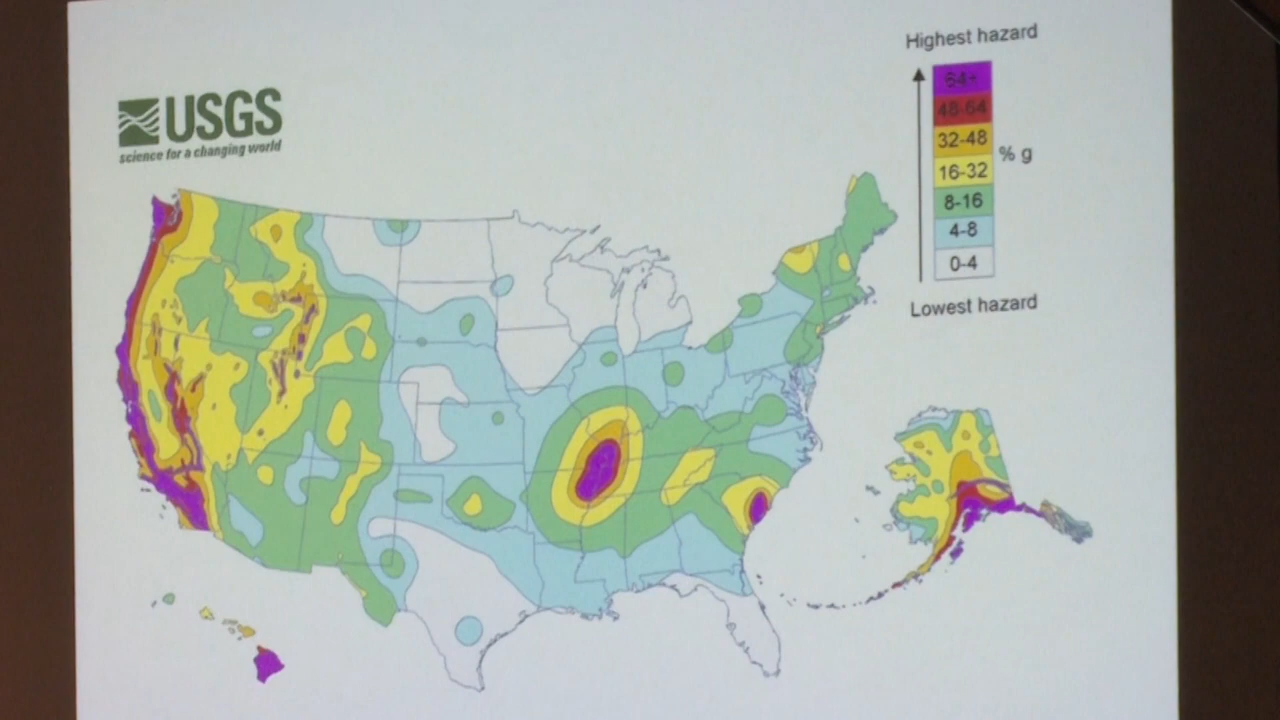 USGS
science for a changing world
Highest hazard
64+
48-64
32-48
% g
16-32
8-16
4-8
0-4
Lowest hazard